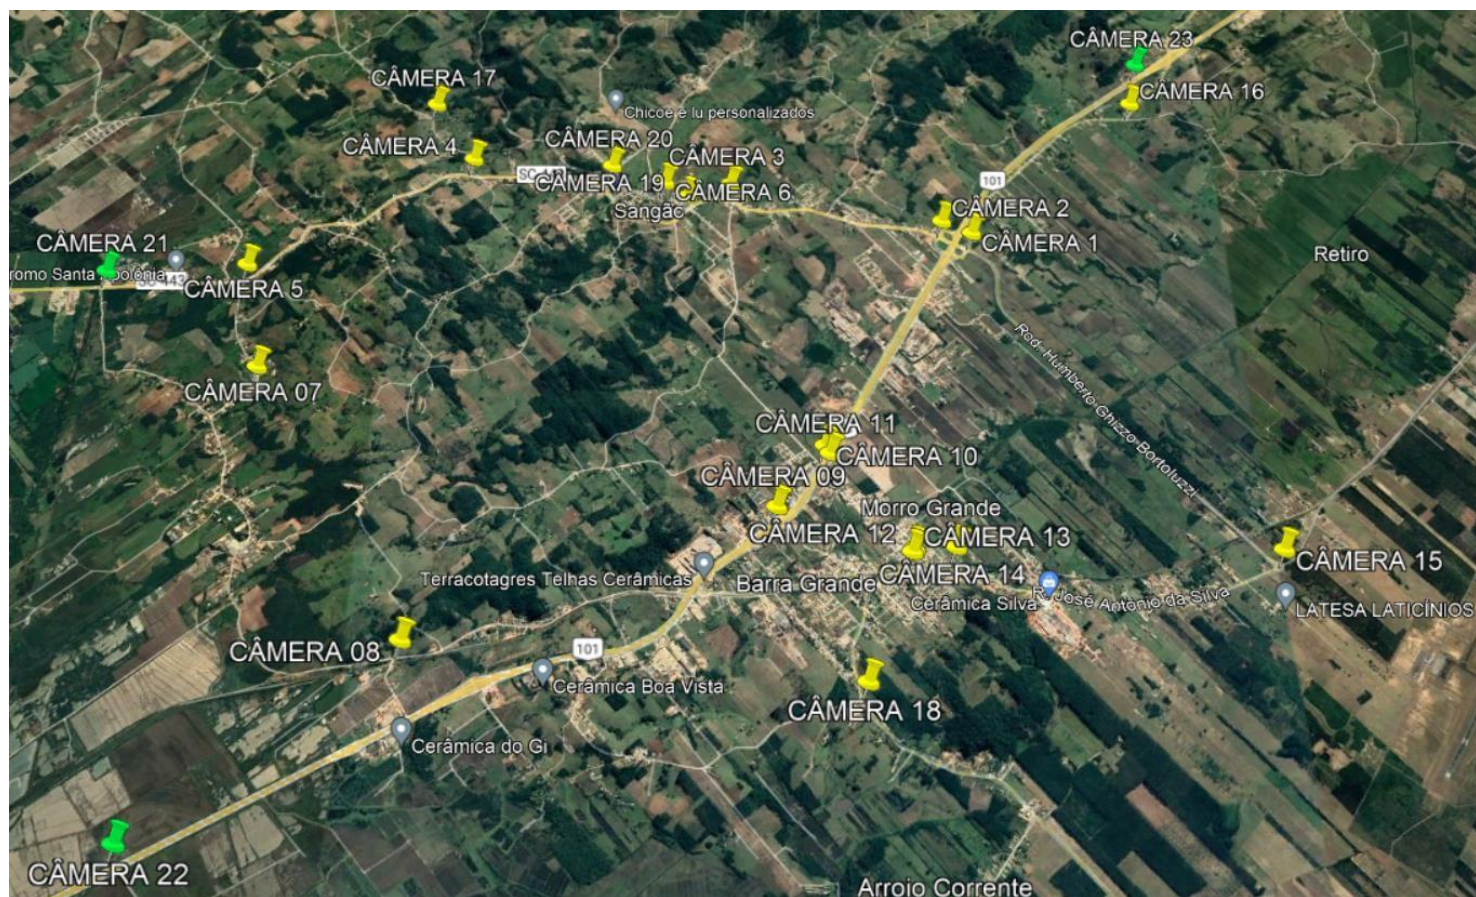 CÂMERA 23
CÂMERA 17
CÂMERA 16
Chicoe e lu personalizados
CÂMERA 20
CÂMERA 4
CÂMERA 3
101
CÂMERA 19
CÂMERA 6
Sangão
CÂMERA 2
CÂMERA 21
CÂMERA 1
Retiro
romo Santa Apolônia
CÂMERA 5
Rod. Humberto Ghizzo Bortoluzzi
CÂMERA 07
CÂMERA 11
CÂMERA 10
CÂMERA 09
Morro Grande
CÂMERA 12
CÂMERA 13
CÂMERA 15
Terracotagres Telhas Cerâmicas
Barra Grande
CÂMERA 14
Cerâmica Silva
R. José Antônio da Silva
LATESA LATICÍNIOS
CÂMERA 08
101
Cerâmica Boa Vista
CÂMERA 18
Cerâmica do Gi
CÂMERA 22
Arroio Corrente